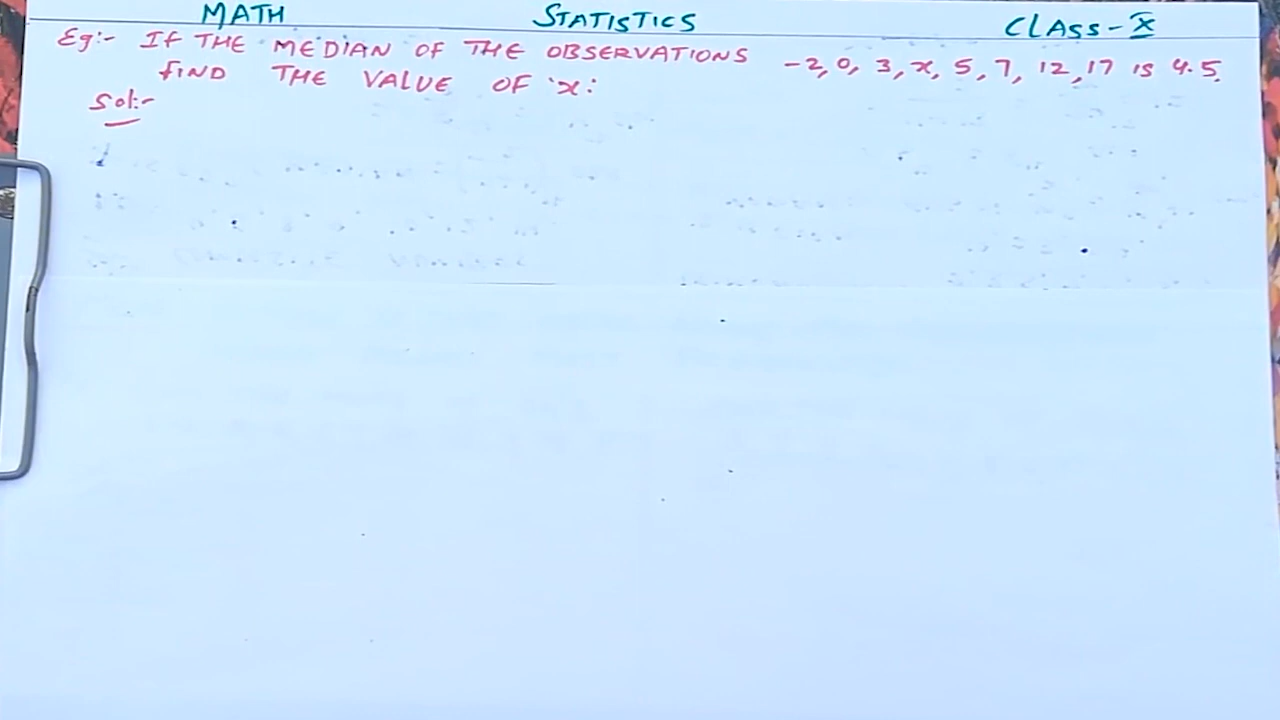 MATH STATISTICS CLASS-X
Eg:- IF THE MEDIAN OF THE OBSERVATIONS -2, 0, 3, x, 5, 7, 12, 17 IS 4.5.
FIND THE VALUE OF 'x:
Sol:-